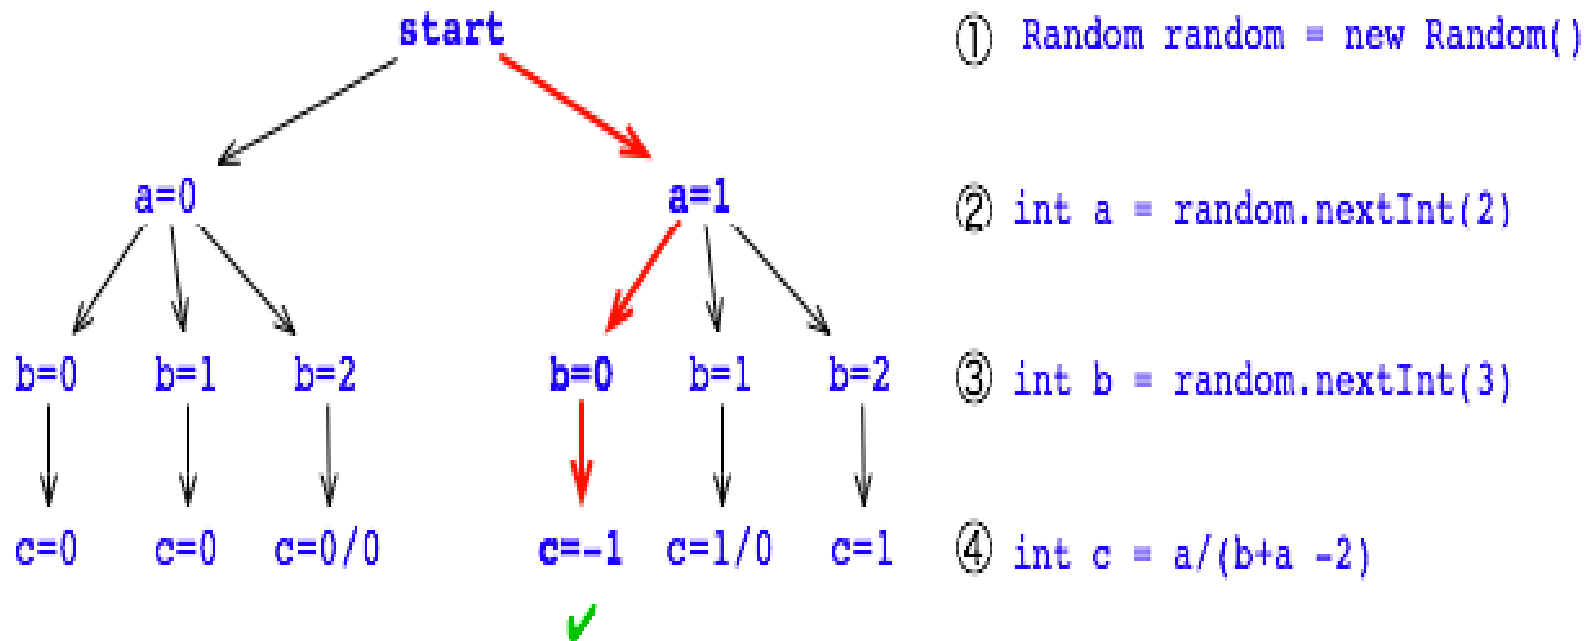 start
① Random random = new Random()
a=0 a=1
② int a = random.nextInt(2)
b=0 b=1 b=2 b=0 b=1 b=2
③ int b = random.nextInt(3)
c=0 c=0 c=0/0 c=-1 c=1/0 c=1
④ int c = a/(b+a -2)